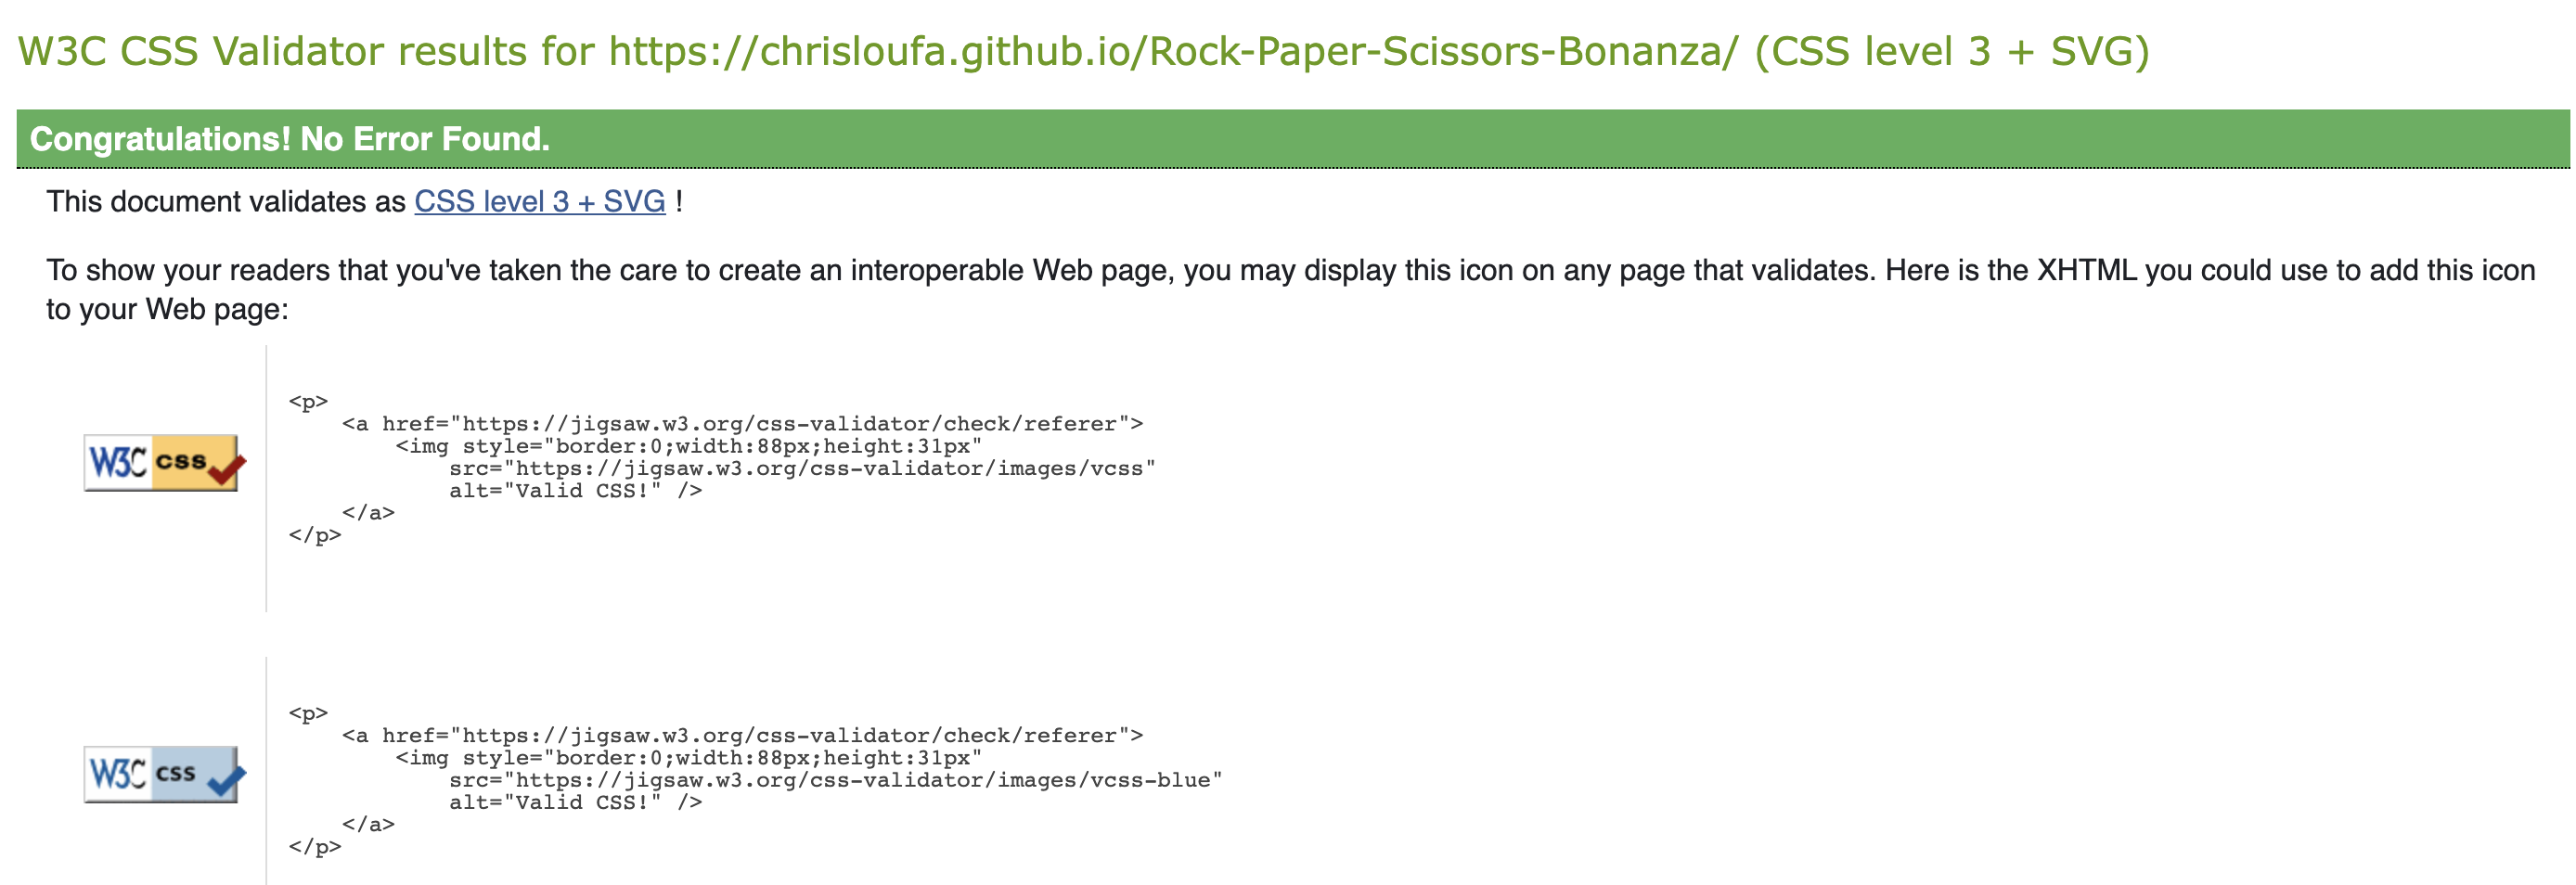 W3C CSS Validator results for https://chrisloufa.github.io/Rock-Paper-Scissors-Bonanza/ (CSS level 3 + SVG)
Congratulations! No Error Found.
This document validates as CSS level 3 + SVG !
To show your readers that you've taken the care to create an interoperable Web page, you may display this icon on any page that validates. Here is the XHTML you could use to add this icon
to your Web page:
W3C css
<p>
    <a href="https://jigsaw.w3.org/css-validator/check/referer">
        <img style="border:0;width:88px;height:31px"
            src="https://jigsaw.w3.org/css-validator/images/vcss"
            alt="Valid CSS!" />
    </a>
</p>
W3C css
<p>
    <a href="https://jigsaw.w3.org/css-validator/check/referer">
        <img style="border:0;width:88px;height:31px"
            src="https://jigsaw.w3.org/css-validator/images/vcss-blue"
            alt="Valid CSS!" />
    </a>
</p>